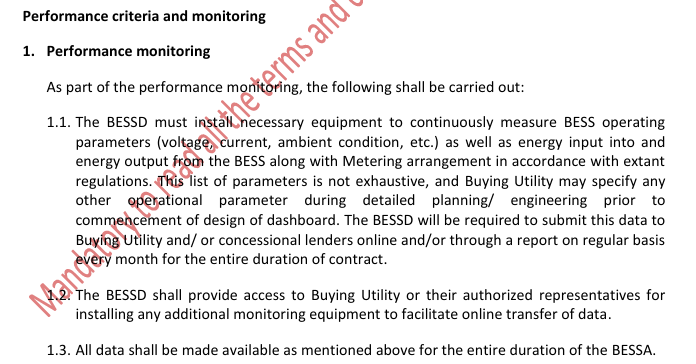 Performance criteria and monitoring
1. Performance monitoring
As part of the performance monitoring, the following shall be carried out:
1.1. The BESSD must install necessary equipment to continuously measure BESS operating
parameters (voltage, current, ambient condition, etc.) as well as energy input into and
energy output from the BESS along with Metering arrangement in accordance with extant
regulations. This list of parameters is not exhaustive, and Buying Utility may specify any
other operational parameter during detailed planning/ engineering prior to
commencement of design of dashboard. The BESSD will be required to submit this data to
Buying Utility and/ or concessional lenders online and/or through a report on regular basis
every month for the entire duration of contract.
1.2. The BESSD shall provide access to Buying Utility or their authorized representatives for
installing any additional monitoring equipment to facilitate online transfer of data.
1.3. All data shall be made available as mentioned above for the entire duration of the BESSA.
Mandatory to read all the terms and